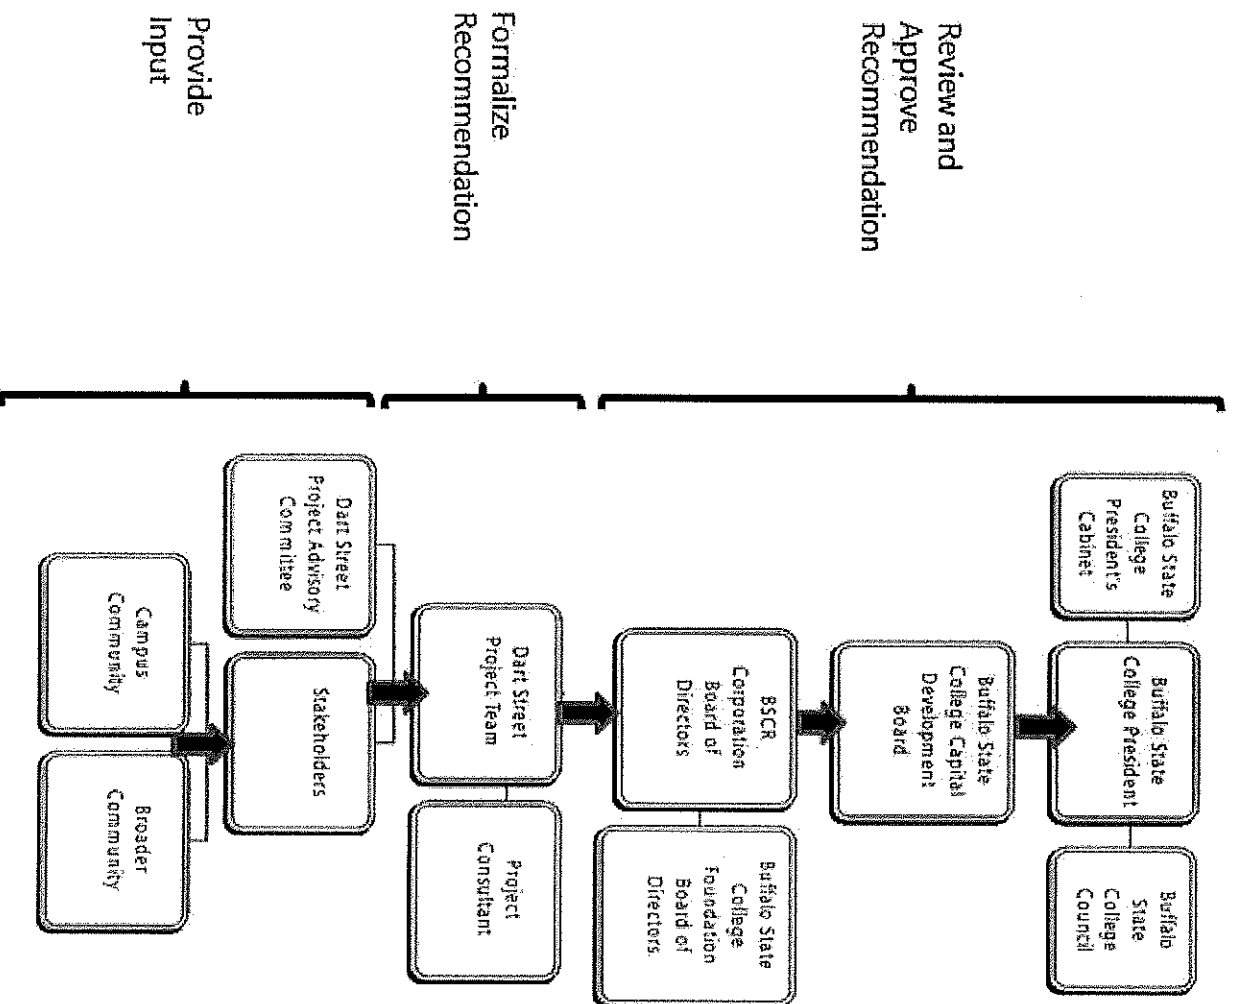 Review and
Approve
Recommendation
Formalize
Recommendation
Provide
Input
Buffalo State
College
President's
Cabinet
Buffalo State
College President
Buffalo
State
College
Council
Buffalo State
College Capital
Development
Board
BSCR
Corporation
Board of
Directors
Buffalo State
College
Foundation
Board of
Directors.
Dart Street
Project Team
Project
Consultant
Dart Street
Project Advisory
Committee
Stakeholders
Campus
Community
Broader
Community